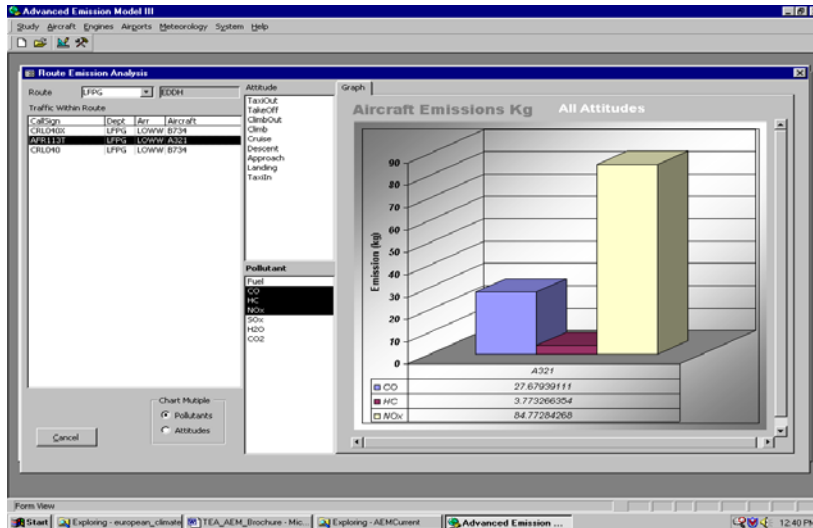 Advanced Emission Model III
Study Aircraft Engines Airports Meteorology System Help
Route Emission Analysis
Route LFPG EDDH
Traffic Within Route
CallSign Dept Arr Aircraft
CRL040X LFPG LOWW B734
AFR113T LFPG LOWW A321
CRL040 LFPG LOWW B734
Chart Mutiple
Pollutants
Attitudes
Cancel
Attitude
TaxiOut
TakeOff
ClimbOut
Climb
Cruise
Descent
Approach
Landing
TaxiIn
Pollutant
Fuel
CO
HC
NOx
SOx
H2O
CO2
Graph
Aircraft Emissions Kg All Attitudes
Emission (kg)
90
80
70
60
50
40
30
20
10
0
A321
CO 27.67939111
HC 3.773266354
NOx 84.77284268
Form View
Start Exploring - european_climate TEA_AEM_Brochure - Mic... Exploring - AEMCurrent Advanced Emission ... 12:40 PM